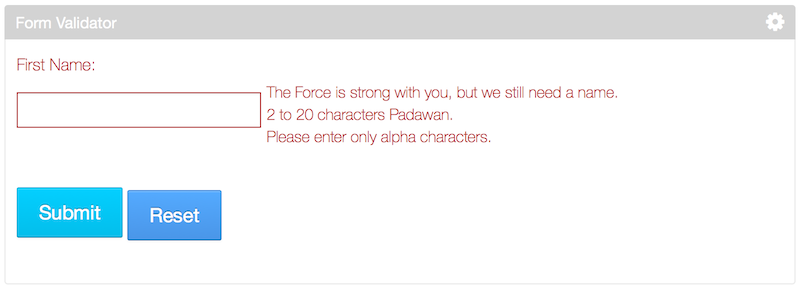 Form Validator
First Name:
The Force is strong with you, but we still need a name.
2 to 20 characters Padawan.
Please enter only alpha characters.
Submit
Reset